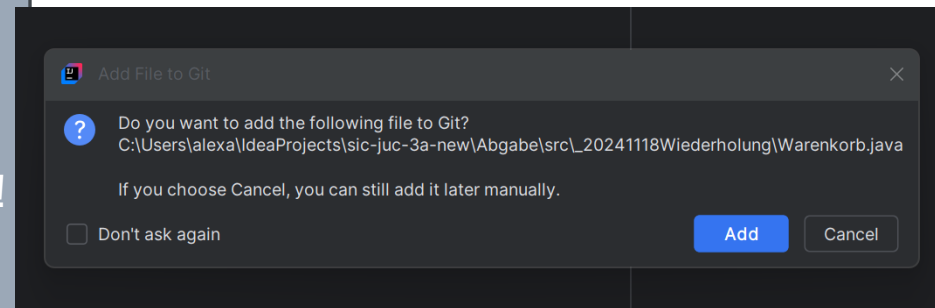 Add File to Git
Do you want to add the following file to Git?
C:\Users\alexa\IdeaProjects\sic-juc-3a-new\Abgabe\src\_20241118Wiederholung\Warenkorb.java
If you choose Cancel, you can still add it later manually.
!
Don't ask again
Add
Cancel